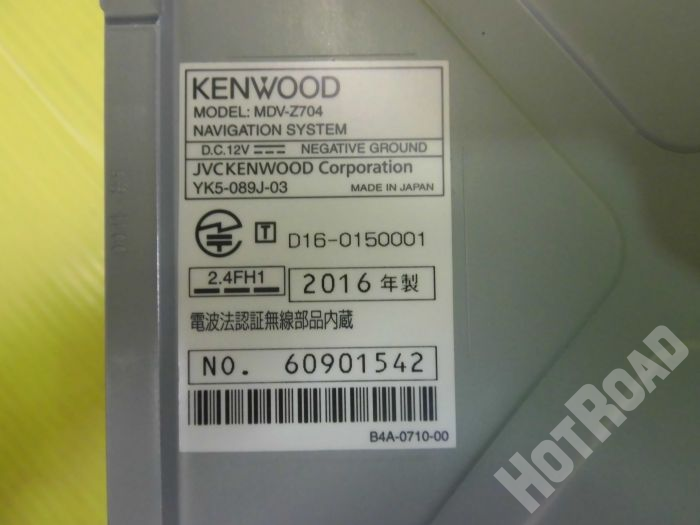 KENWOOD
MODEL: MDV-Z704
NAVIGATION SYSTEM
D.C.12V NEGATIVE GROUND
JVCKENWOOD Corporation
YK5-089J-03 MADE IN JAPAN
T D16-0150001
2.4FH1 2016 年製
電波法認証無線部品内蔵
NO. 60901542
B4A-0710-00
HOTROAD